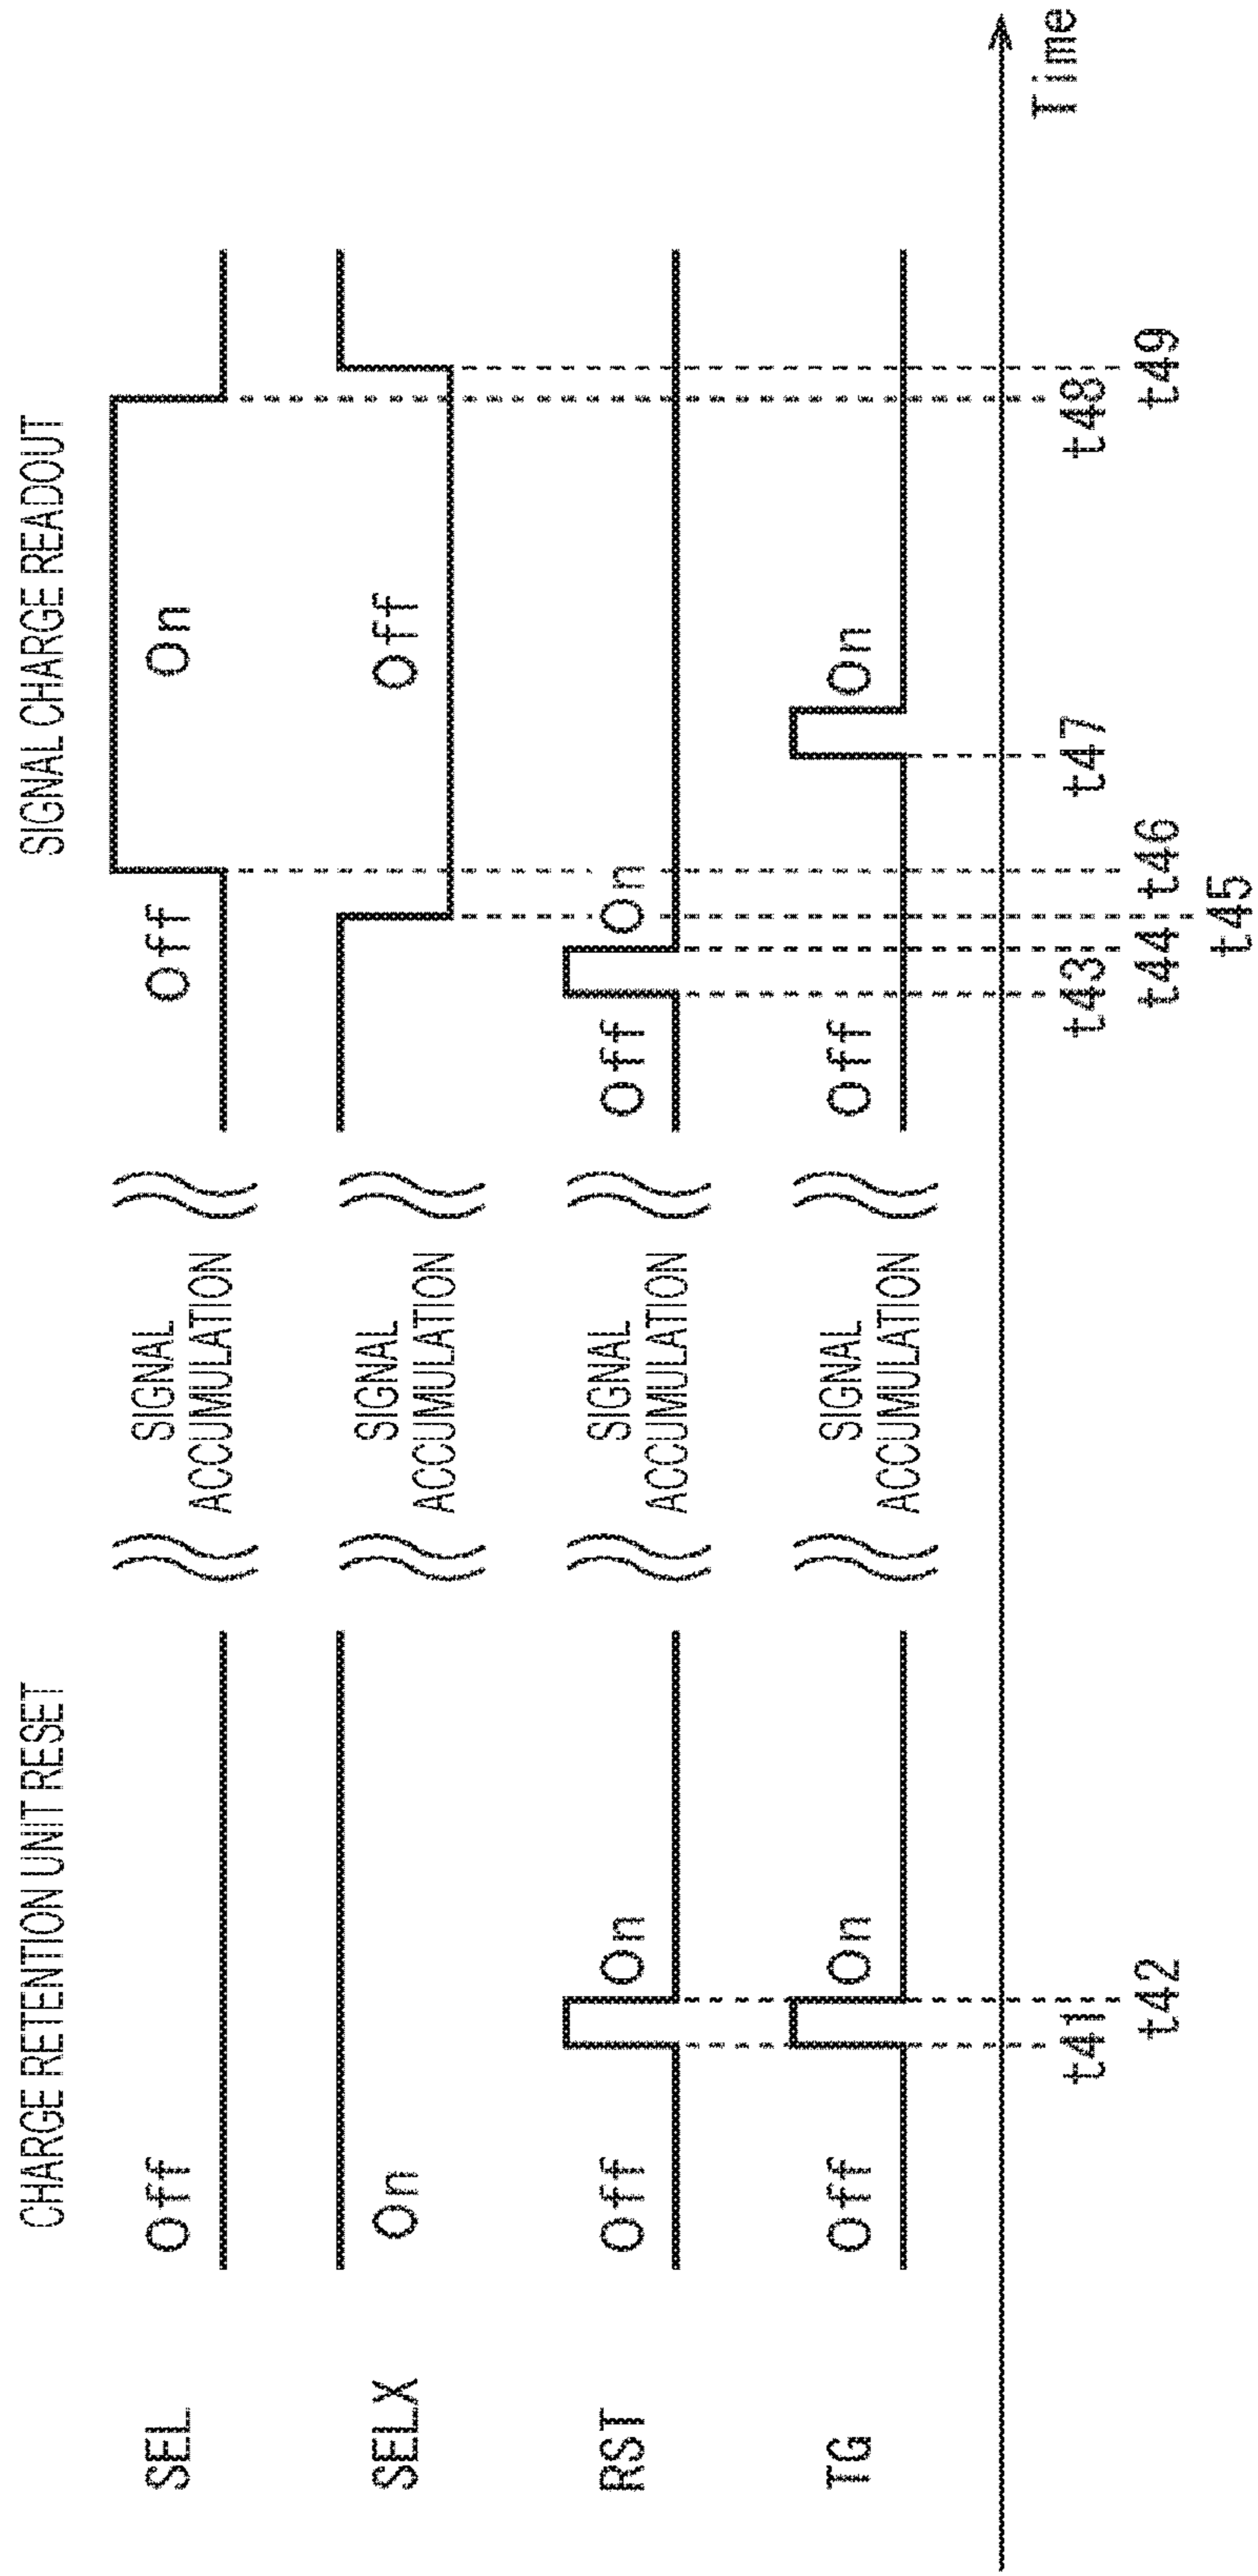 CHARGE RETENTION UNIT RESET
SIGNAL CHARGE READOUT
SEL
Off
SIGNAL
ACCUMULATION
Off
On
SELX
On
SIGNAL
ACCUMULATION
Off
RST
Off
On
SIGNAL
ACCUMULATION
Off
On
TG
Off
On
SIGNAL
ACCUMULATION
Off
On
Time
t41
t43
t47
t48
t42
t44
t46
t49
t45